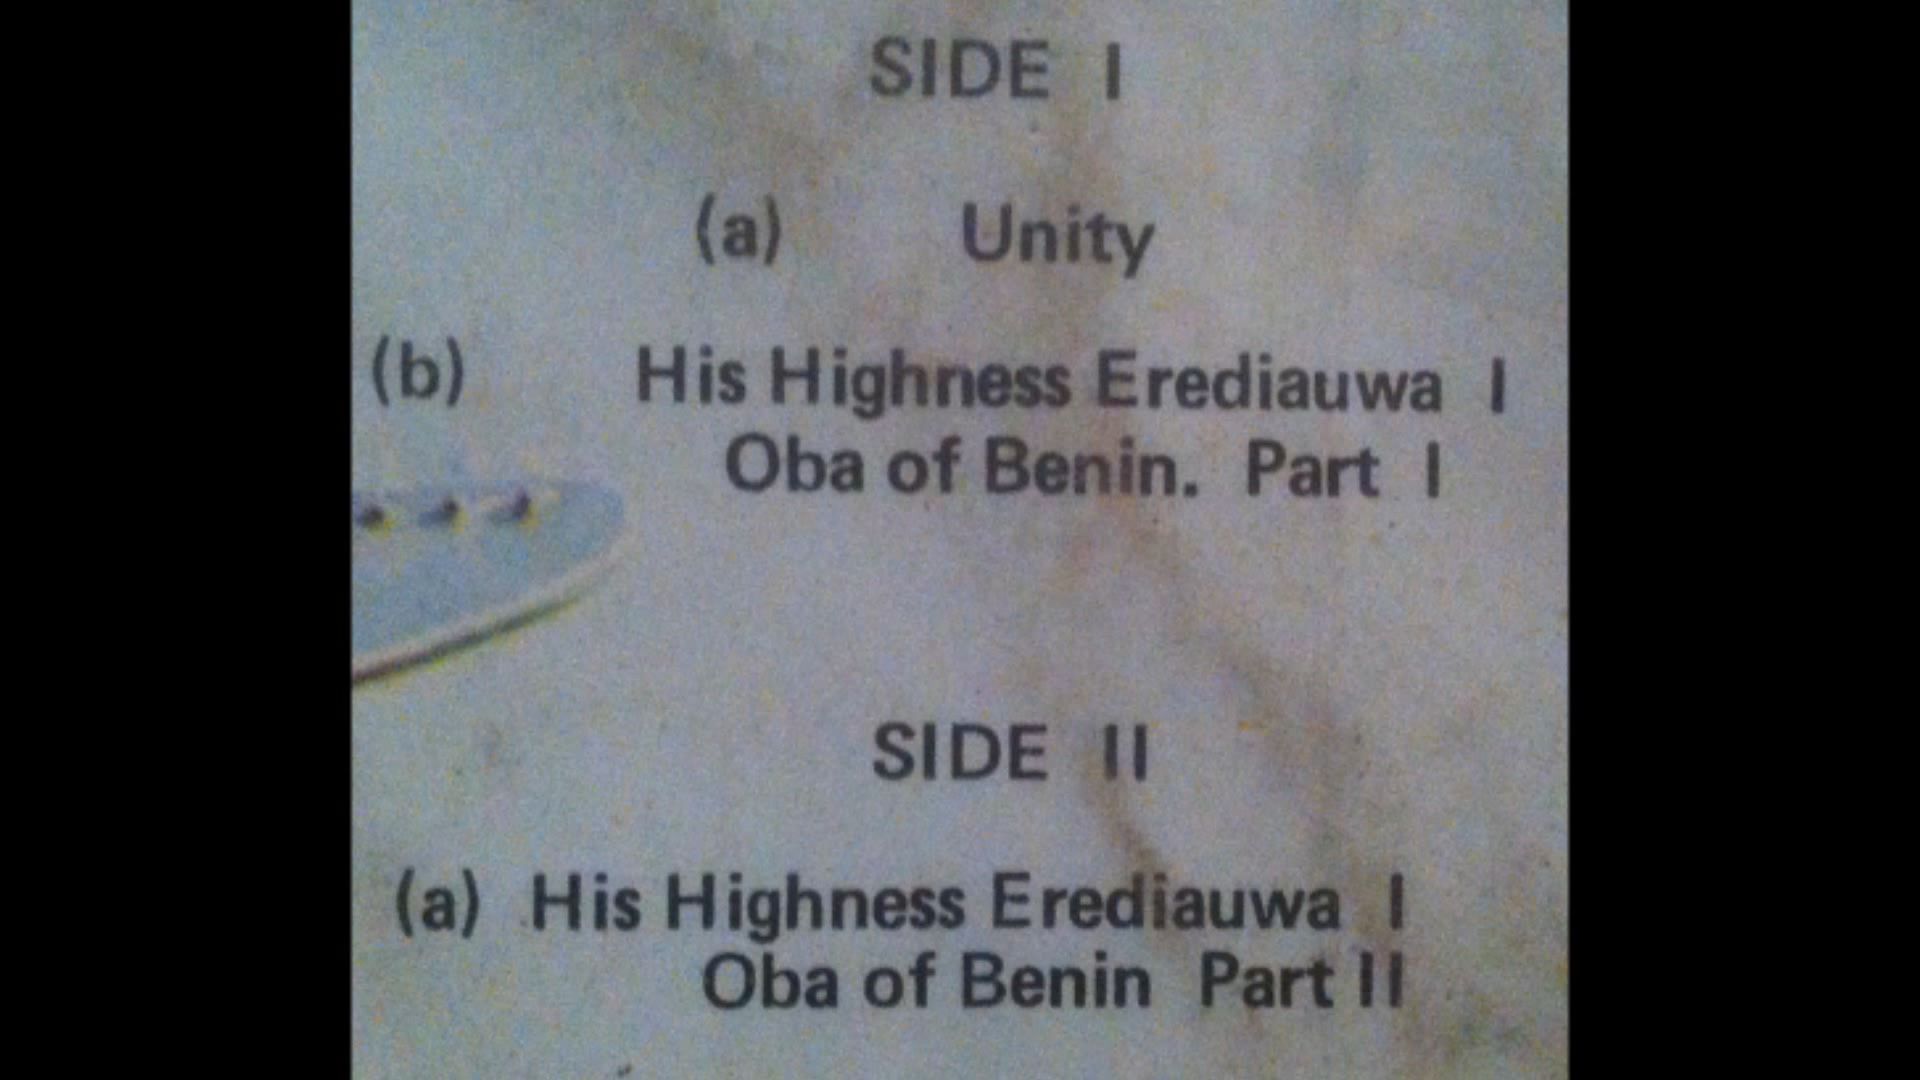 SIDE I
(a) Unity
(b) His Highness Erediauwa I
Oba of Benin. Part I
SIDE II
(a) His Highness Erediauwa I
Oba of Benin Part II